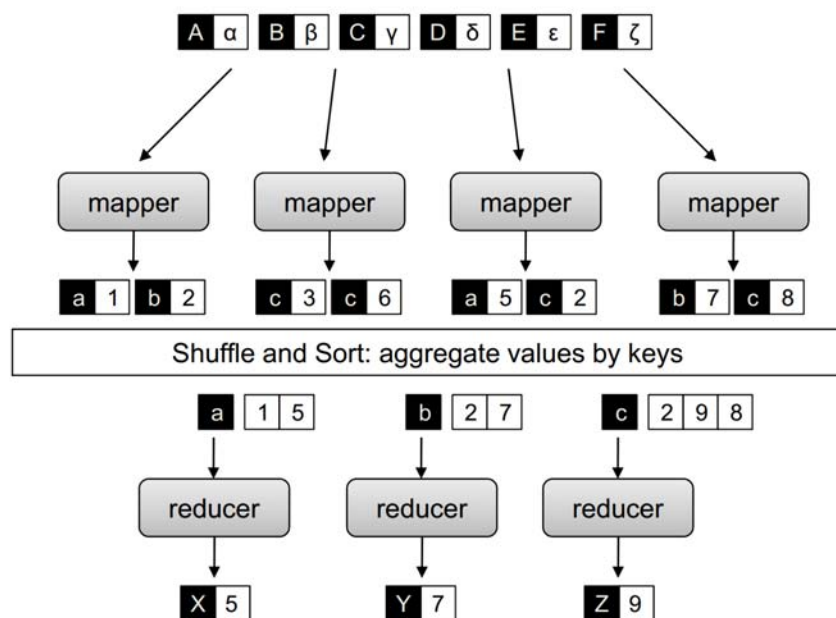 A α B β C γ D δ E ε F ζ
mapper mapper mapper mapper
a 1 b 2 c 3 c 6 a 5 c 2 b 7 c 8
Shuffle and Sort: aggregate values by keys
a 1 5 b 2 7 c 2 9 8
reducer reducer reducer
X 5 Y 7 Z 9